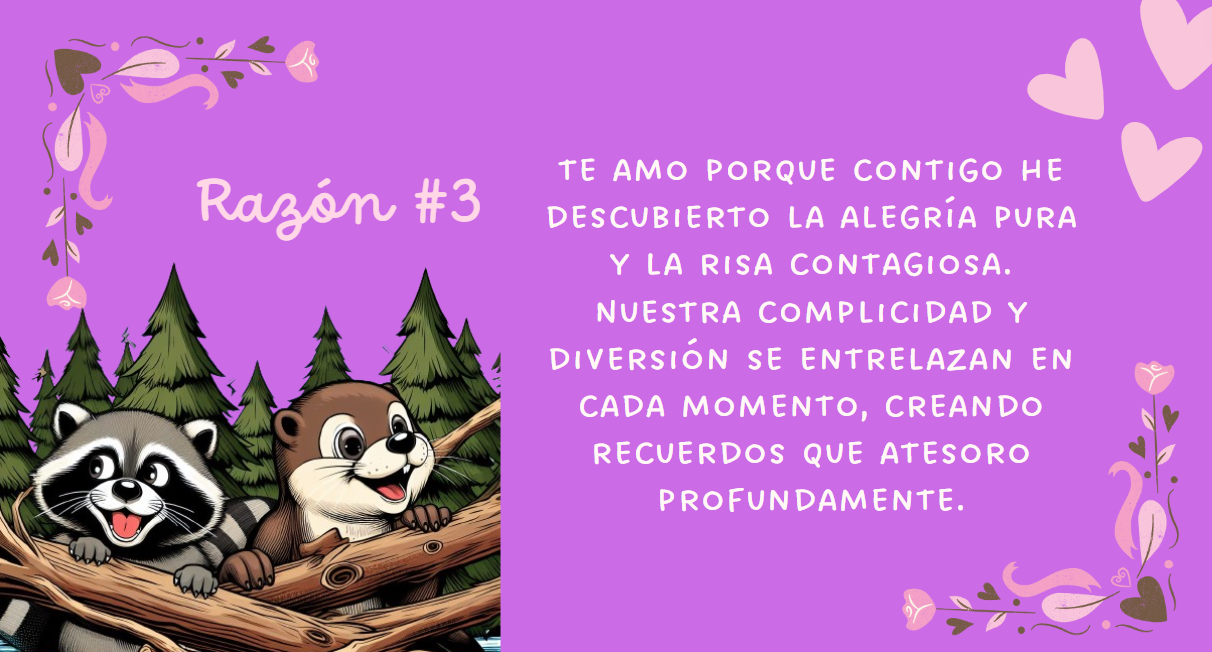 Razón #3
TE AMO PORQUE CONTIGO HE
DESCUBIERTO LA ALEGRÍA PURA
Y LA RISA CONTAGIOSA.
NUESTRA COMPLICIDAD Y
DIVERSIÓN SE ENTRELAZAN EN
CADA MOMENTO, CREANDO
RECUERDOS QUE ATESORO
PROFUNDAMENTE.